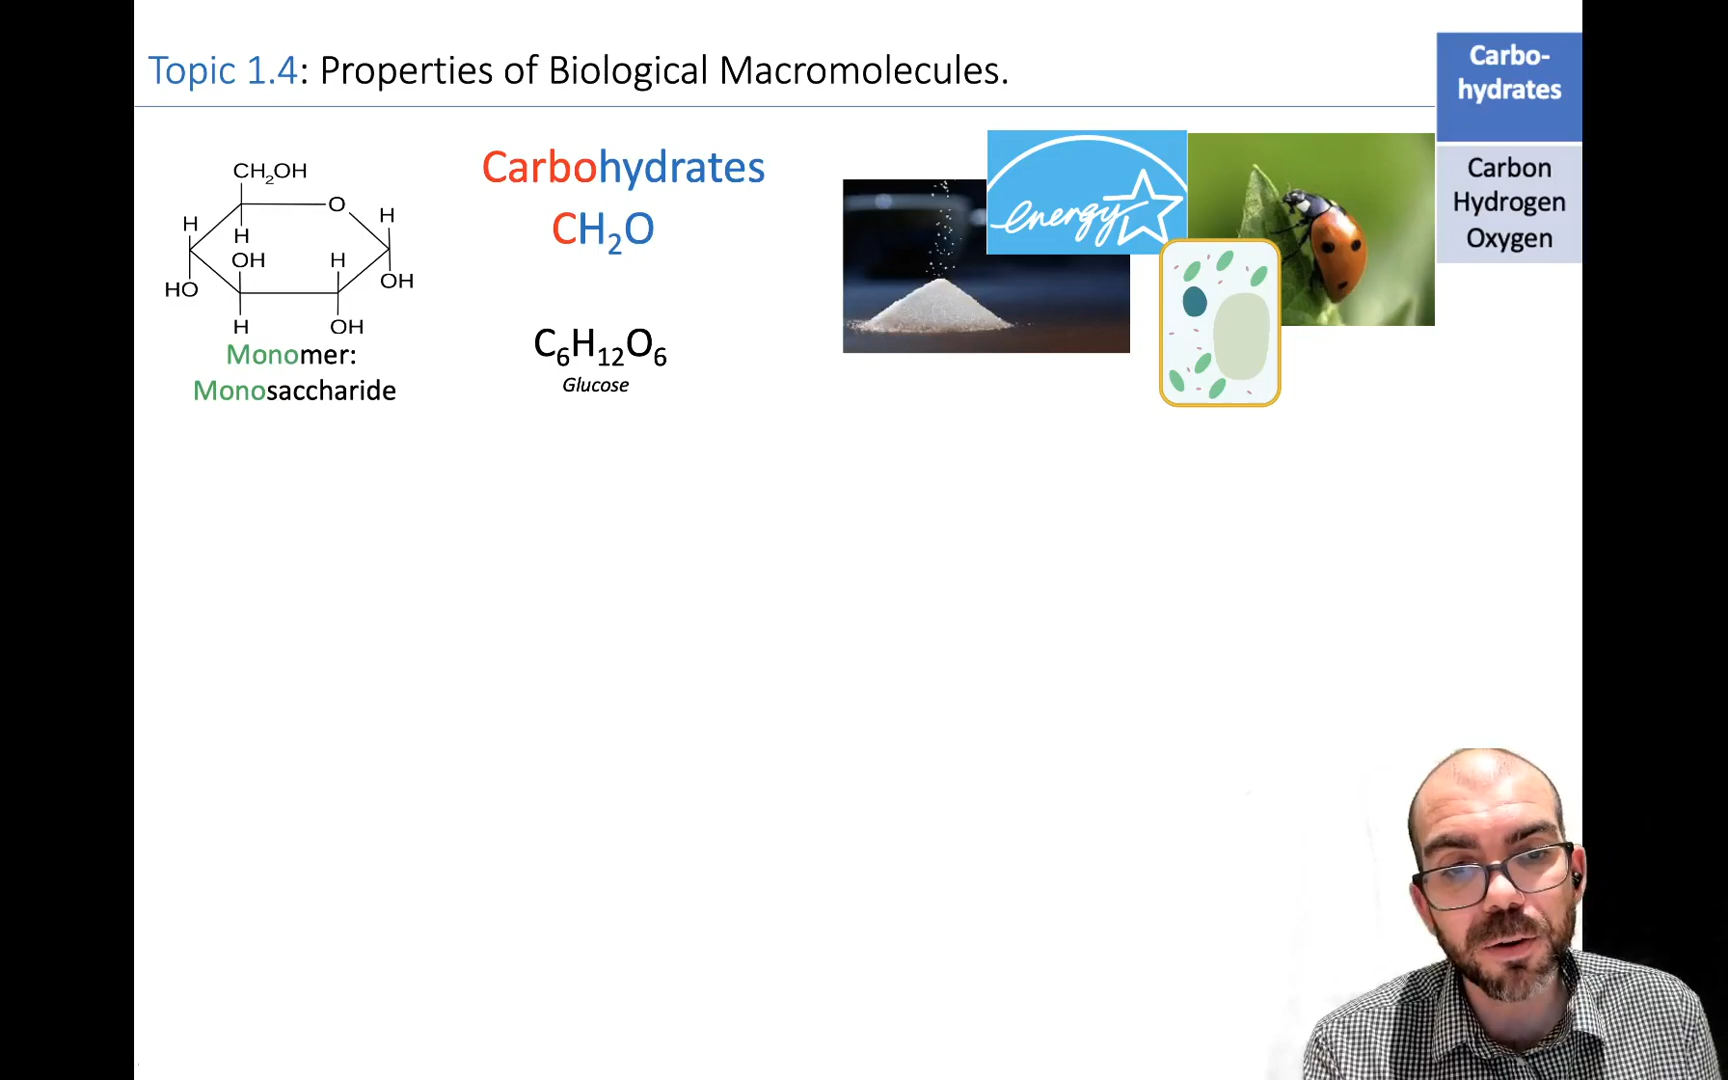 Topic 1.4: Properties of Biological Macromolecules.
Carbo-
hydrates
Carbon
Hydrogen
Oxygen
CH₂OH
O
H
H
H
OH
H
HO
OH
H
OH
Monomer:
Monosaccharide
Carbohydrates
CH₂O
C₆H₁₂O₆
Glucose
energy